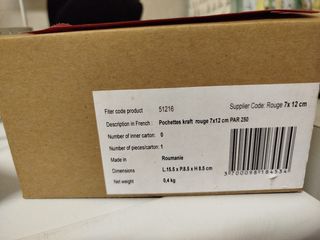 Filer code product 51216 Supplier Code: Rouge 7x 12 cm
Description in French : Pochettes kraft rouge 7x12 cm PAR 250
Number of inner carton: 0
Number of pieces/carton: 1
Made in Roumanie
Dimensions L:15.5 x P.8.5 x H 8.5 cm
Net weight 0,4 kg
3700098184534